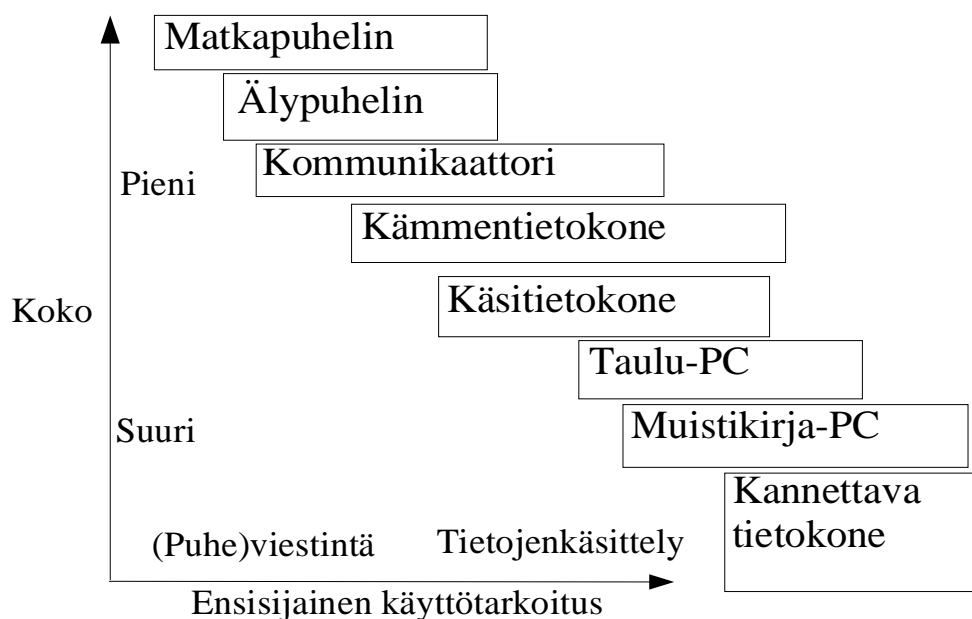 Matkapuhelin
Älypuhelin
Kommunikaattori
Pieni
Kämmentietokone
Käsitietokone
Koko
Taulu-PC
Muistikirja-PC
Suuri
Kannettava
tietokone
(Puhe)viestintä
Tietojenkäsittely
Ensisijainen käyttötarkoitus